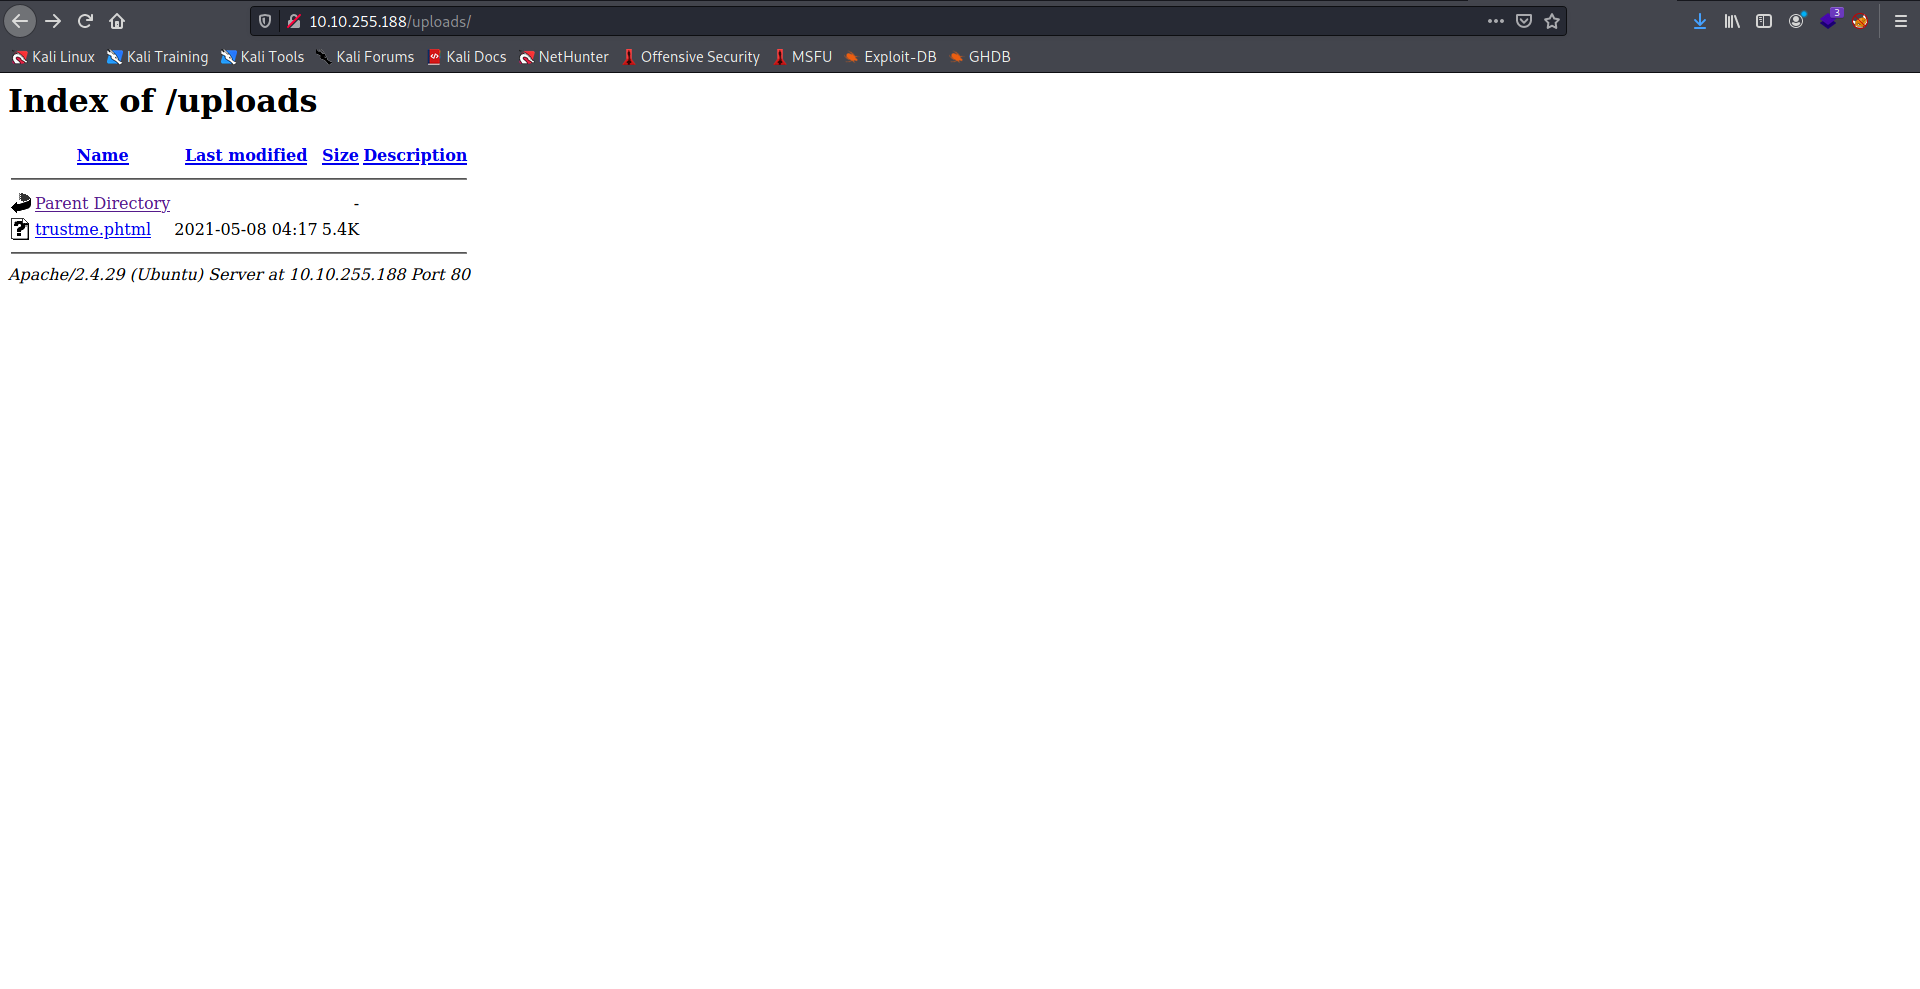 10.10.255.188/uploads/
3
Kali Linux Kali Training Kali Tools Kali Forums Kali Docs NetHunter Offensive Security MSFU Exploit-DB GHDB
Index of /uploads
Name Last modified Size Description
Parent Directory -
trustme.phtml 2021-05-08 04:17 5.4K
Apache/2.4.29 (Ubuntu) Server at 10.10.255.188 Port 80